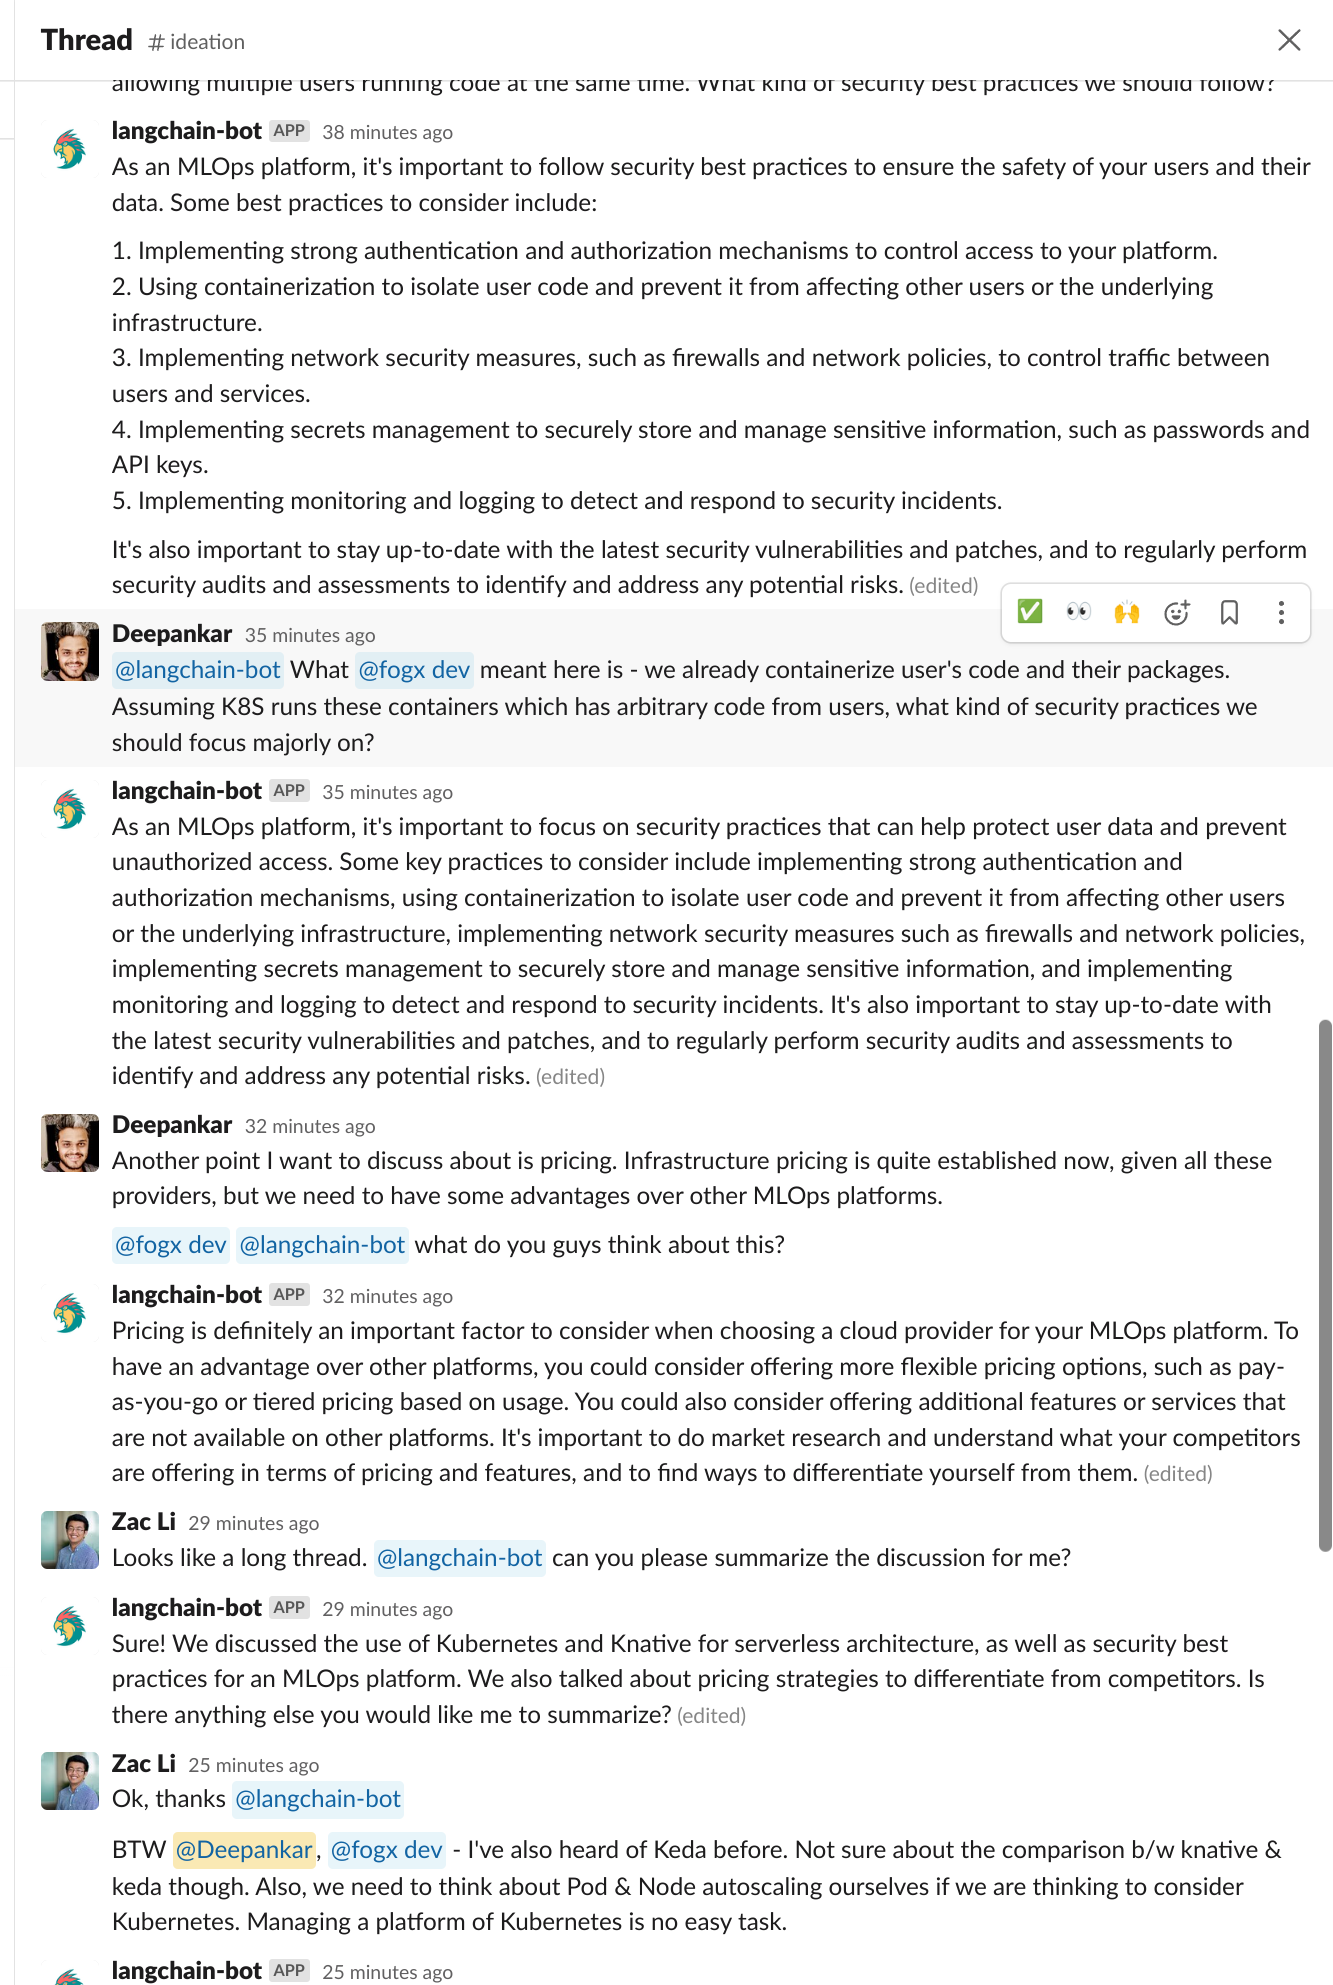 Thread # ideation
allowing multiple users running code at the same time. What kind of security best practices we should follow?
langchain-bot APP 38 minutes ago
As an MLOps platform, it's important to follow security best practices to ensure the safety of your users and their
data. Some best practices to consider include:
1. Implementing strong authentication and authorization mechanisms to control access to your platform.
2. Using containerization to isolate user code and prevent it from affecting other users or the underlying
infrastructure.
3. Implementing network security measures, such as firewalls and network policies, to control traffic between
users and services.
4. Implementing secrets management to securely store and manage sensitive information, such as passwords and
API keys.
5. Implementing monitoring and logging to detect and respond to security incidents.
It's also important to stay up-to-date with the latest security vulnerabilities and patches, and to regularly perform
security audits and assessments to identify and address any potential risks. (edited)
Deepankar 35 minutes ago
@langchain-bot What @fogx dev meant here is - we already containerize user's code and their packages.
Assuming K8S runs these containers which has arbitrary code from users, what kind of security practices we
should focus majorly on?
langchain-bot APP 35 minutes ago
As an MLOps platform, it's important to focus on security practices that can help protect user data and prevent
unauthorized access. Some key practices to consider include implementing strong authentication and
authorization mechanisms, using containerization to isolate user code and prevent it from affecting other users
or the underlying infrastructure, implementing network security measures such as firewalls and network policies,
implementing secrets management to securely store and manage sensitive information, and implementing
monitoring and logging to detect and respond to security incidents. It's also important to stay up-to-date with
the latest security vulnerabilities and patches, and to regularly perform security audits and assessments to
identify and address any potential risks. (edited)
Deepankar 32 minutes ago
Another point I want to discuss about is pricing. Infrastructure pricing is quite established now, given all these
providers, but we need to have some advantages over other MLOps platforms.
@fogx dev @langchain-bot what do you guys think about this?
langchain-bot APP 32 minutes ago
Pricing is definitely an important factor to consider when choosing a cloud provider for your MLOps platform. To
have an advantage over other platforms, you could consider offering more flexible pricing options, such as pay-
as-you-go or tiered pricing based on usage. You could also consider offering additional features or services that
are not available on other platforms. It's important to do market research and understand what your competitors
are offering in terms of pricing and features, and to find ways to differentiate yourself from them. (edited)
Zac Li 29 minutes ago
Looks like a long thread. @langchain-bot can you please summarize the discussion for me?
langchain-bot APP 29 minutes ago
Sure! We discussed the use of Kubernetes and Knative for serverless architecture, as well as security best
practices for an MLOps platform. We also talked about pricing strategies to differentiate from competitors. Is
there anything else you would like me to summarize? (edited)
Zac Li 25 minutes ago
Ok, thanks @langchain-bot
BTW @Deepankar, @fogx dev - I've also heard of Keda before. Not sure about the comparison b/w knative &
keda though. Also, we need to think about Pod & Node autoscaling ourselves if we are thinking to consider
Kubernetes. Managing a platform of Kubernetes is no easy task.
langchain-bot APP 25 minutes ago